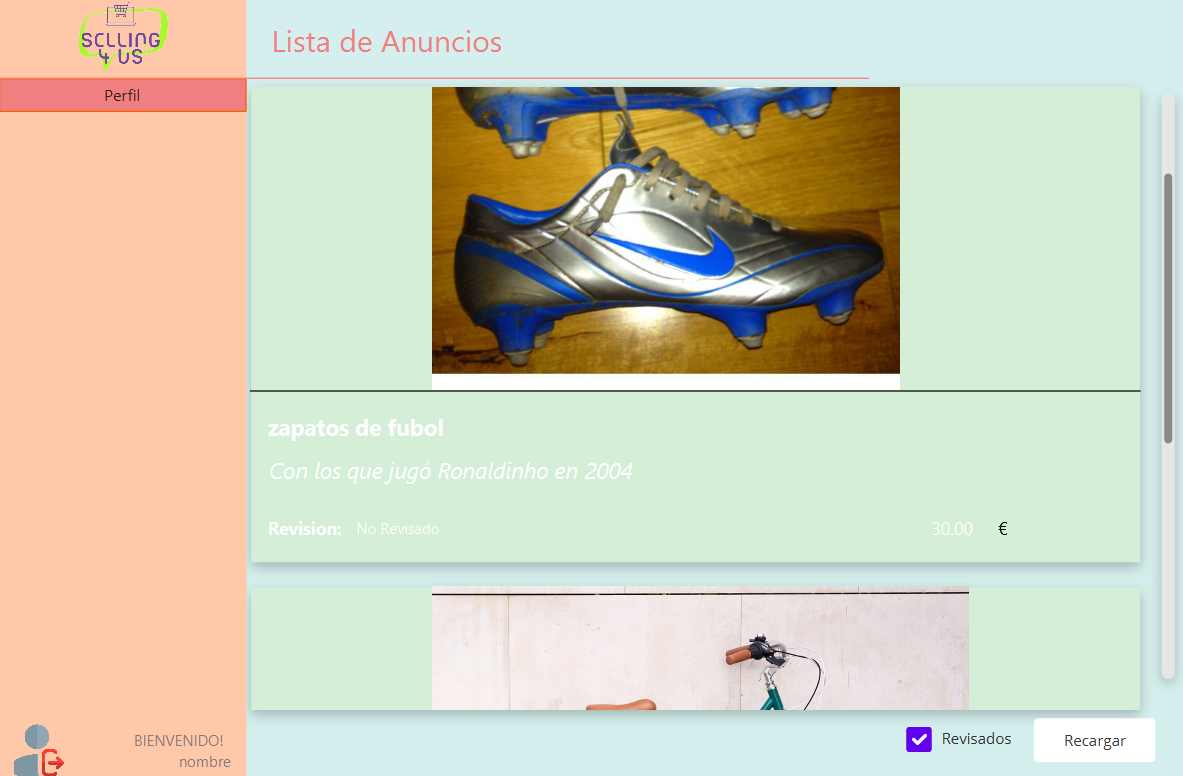 SCLLING
4 US
Lista de Anuncios
Perfil
zapatos de fubol
Con los que jugó Ronaldinho en 2004
Revision: No Revisado 30.00 €
Revisados
Recargar
BIENVENIDO!
nombre